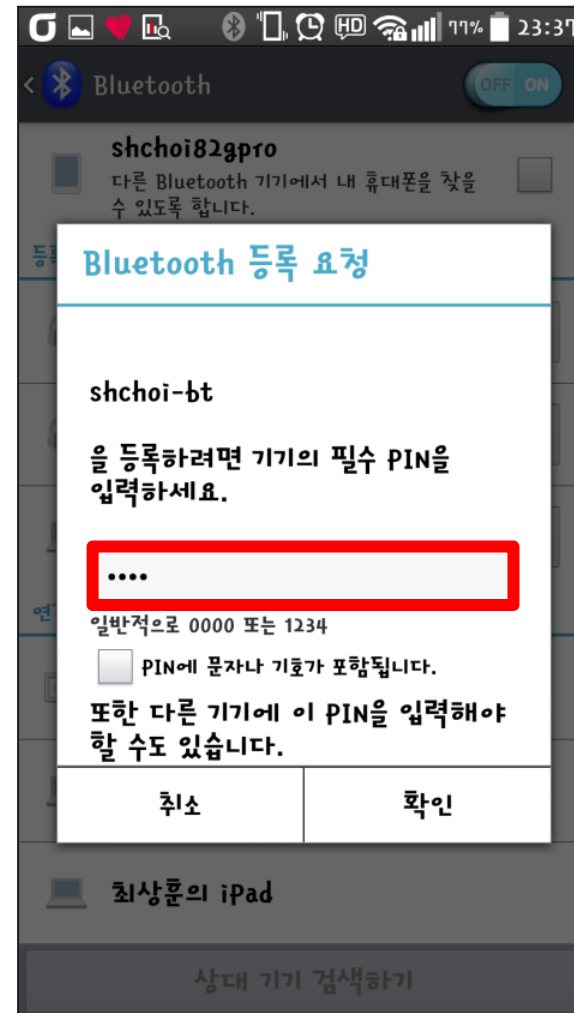 HD 77% 23:37
< Bluetooth OFF ON
shchoi82gpro
다른 Bluetooth 기기에서 내 휴대폰을 찾을
수 있도록 합니다.
Bluetooth 등록 요청
shchoi-bt
을 등록하려면 기기의 필수 PIN을
입력하세요.
••••
일반적으로 0000 또는 1234
PIN에 문자나 기호가 포함됩니다.
또한 다른 기기에 이 PIN을 입력해야
할 수도 있습니다.
취소 확인
최상훈의 iPad
상대 기기 검색하기